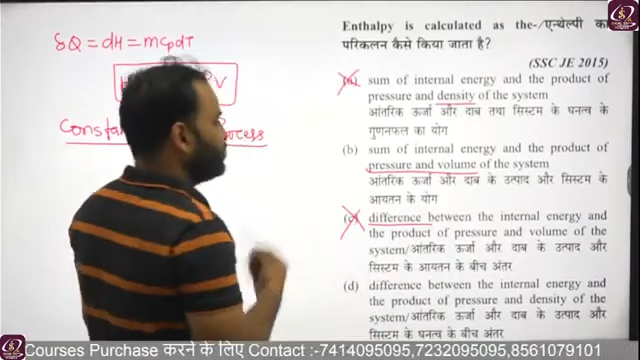 δQ = dH = mCpdT
Enthalpy is calculated as the-/एन्थेल्पी का
परिकलन कैसे किया जाता है?
(SSC JE 2015)
(a) sum of internal energy and the product of
pressure and density of the system
आंतरिक ऊर्जा और दाब तथा सिस्टम के घनत्व के
गुणनफल का योग
(b) sum of internal energy and the product of
pressure and volume of the system
आंतरिक ऊर्जा और दाब के उत्पाद और सिस्टम के
आयतन के योग
(c) difference between the internal energy and
the product of pressure and volume of the
system/आंतरिक ऊर्जा और दाब के उत्पाद और
सिस्टम के आयतन के बीच अंतर
(d) difference between the internal energy and
the product of pressure and density of the
system/आंतरिक ऊर्जा और दाब के उत्पाद और
सिस्टम के घनत्व के बीच अंतर
Courses Purchase करने के लिए Contact :-7414095095,7232095095,8561079101